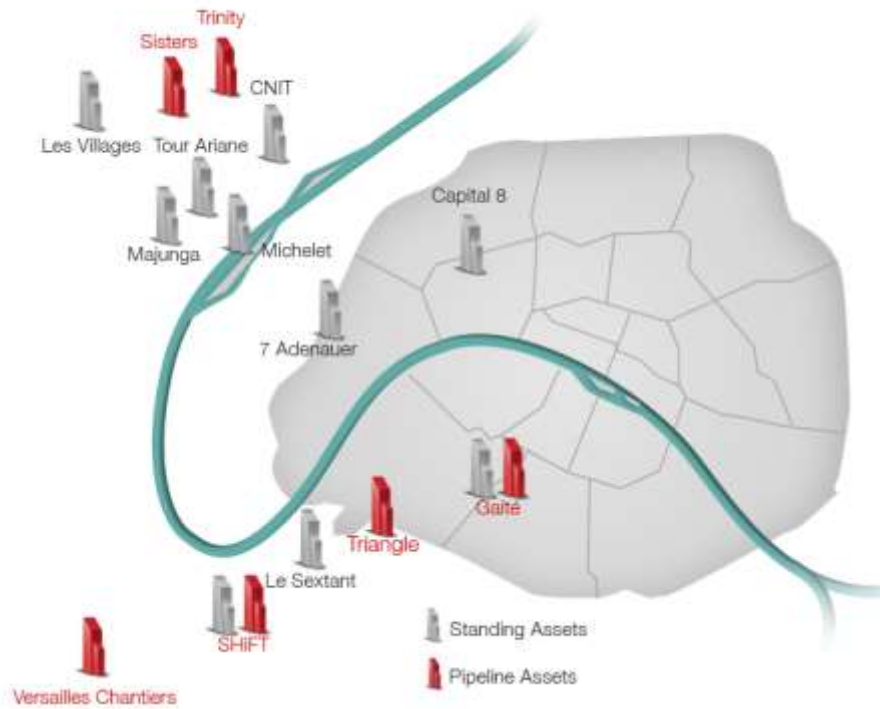 Trinity
Sisters
CNIT
Les Villages
Tour Ariane
Capital 8
Majunga
Michelet
7 Adenauer
Gaîté
Triangle
Le Sextant
Standing Assets
SHiFT
Pipeline Assets
Versailles Chantiers